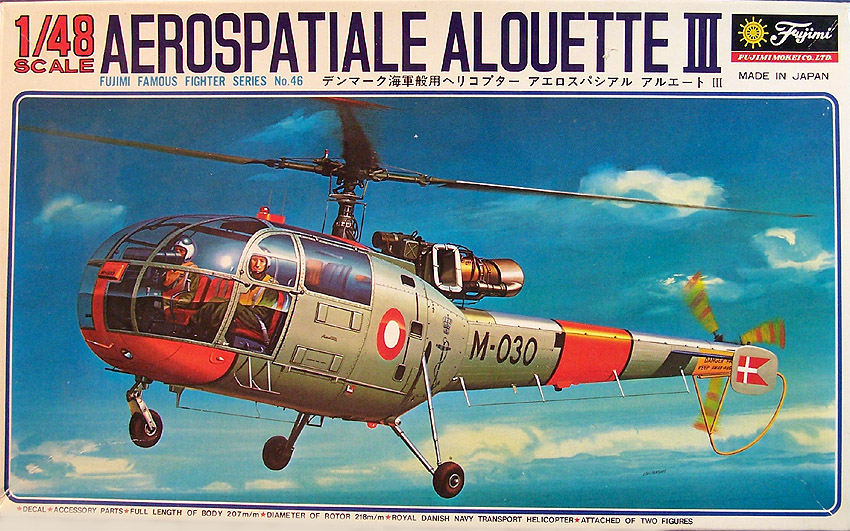 1/48 SCALE
AEROSPATIALE ALOUETTE III
Fujimi
FUJIMI MOKEI CO., LTD.
FUJIMI FAMOUS FIGHTER SERIES No.46
デンマーク海軍般用ヘリコプター アエロスパシアル アルエート III
MADE IN JAPAN
M-030
★DECAL★ACCESSORY PARTS★FULL LENGTH OF BODY 207m/m★DIAMETER OF ROTOR 218m/m★ROYAL DANISH NAVY TRANSPORT HELICOPTER★ATTACHED OF TWO FIGURES